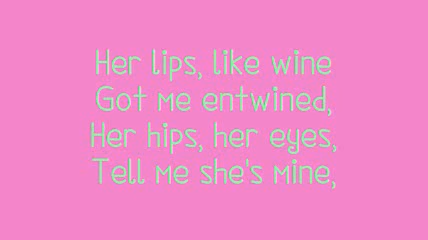 Her lips, like wine
Got me entwined,
Her hips, her eyes,
Tell me she's mine,